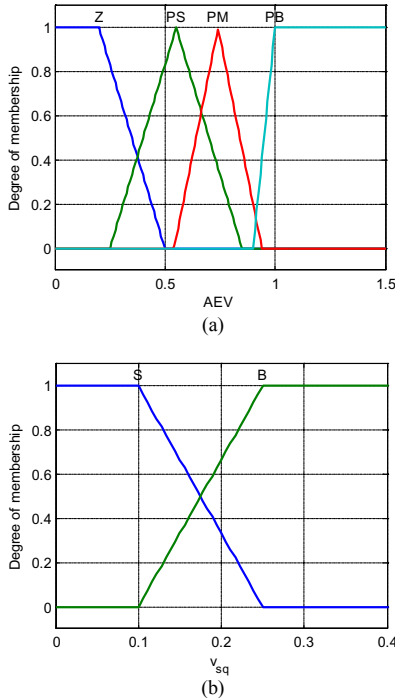 Z PS PM PB
1
0.8
0.6
0.4
0.2
0
Degree of membership
0 0.5 1 1.5
AEV
(a)
S B
1
0.8
0.6
0.4
0.2
0
Degree of membership
0 0.1 0.2 0.3 0.4
v_sq
(b)